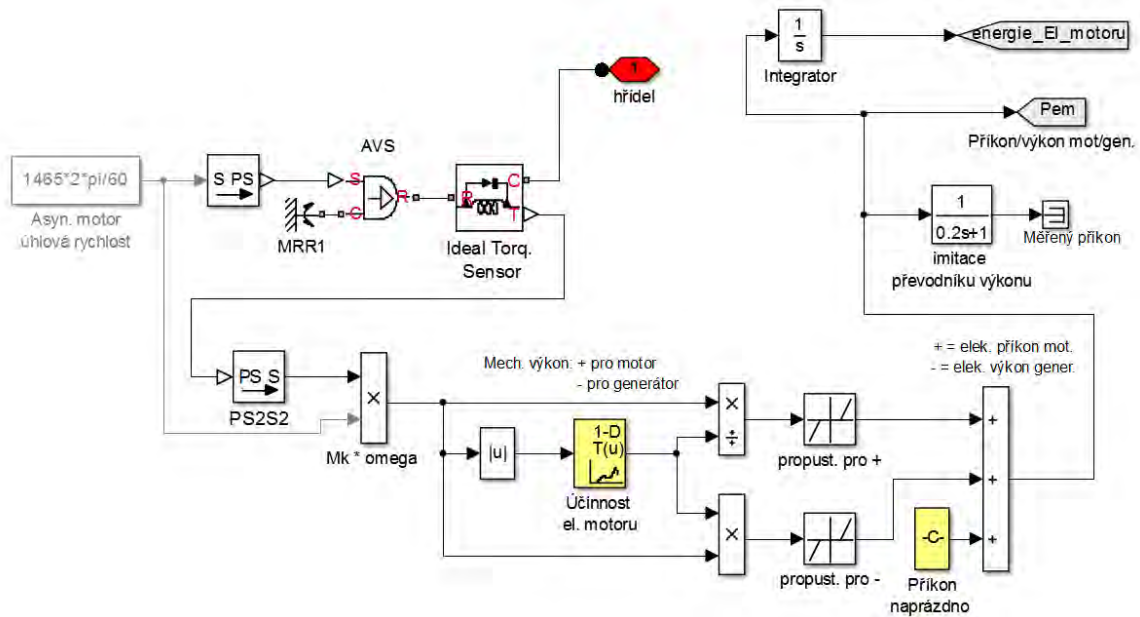 1
s
Integrator
energie_El_motoru
1
hřídel
Pem
Příkon/výkon mot/gen.
AVS
1465*2*pi/60
Asyn. motor
úhlová rychlost
S PS
S
C
R
MRR1
R
C
T
Ideal Torq.
Sensor
1
0.2s+1
imitace
převodníku výkonu
Měřený příkon
PS S
PS2S2
×
Mk * omega
Mech. výkon: + pro motor
- pro generátor
+ = elek. příkon mot.
- = elek. výkon gener.
|u|
1-D
T(u)
Účinnost
el. motoru
×
÷
propust. pro +
×
propust. pro -
-C-
Příkon
naprázdno
+
+
+